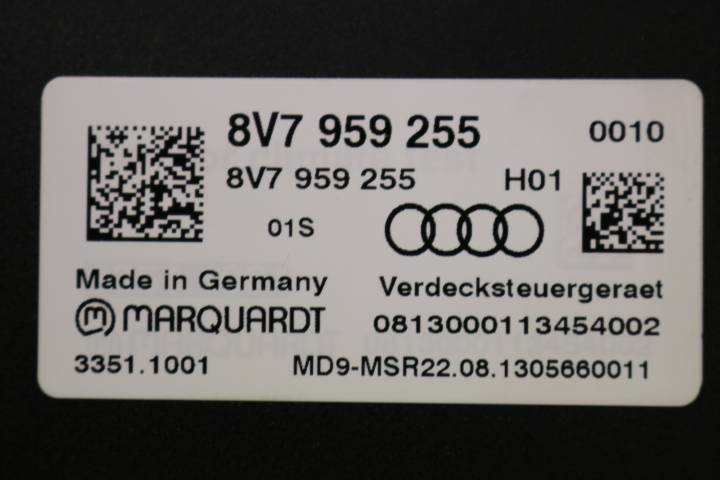 8V7 959 255 0010
8V7 959 255 H01
01S
Made in Germany Verdecksteuergeraet
MARQUARDT 0813000113454002
3351.1001 MD9-MSR22.08.1305660011